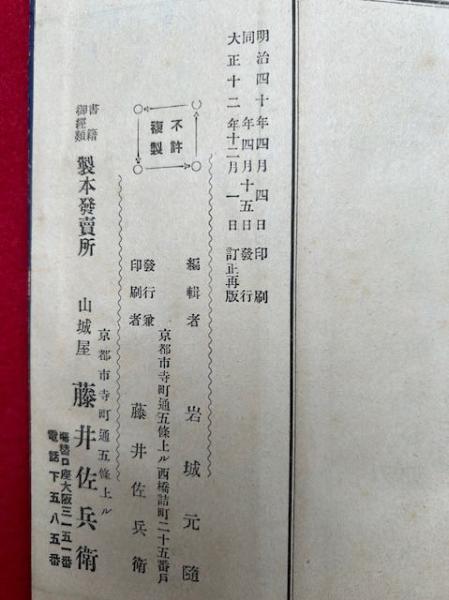 明治四十年四月四日印刷
同年四月十五日發行
大正十二年十二月一日訂正再版
不許
複製
編輯者 岩城元隨
京都市寺町通五條上ル西橋詰町二十五番戶
發行兼
印刷者 藤井佐兵衛
京都市寺町通五條上ル
書籍
御經類
製本發賣所 山城屋 藤井佐兵衛
振替口座大阪三一五一番
電話下五八五番